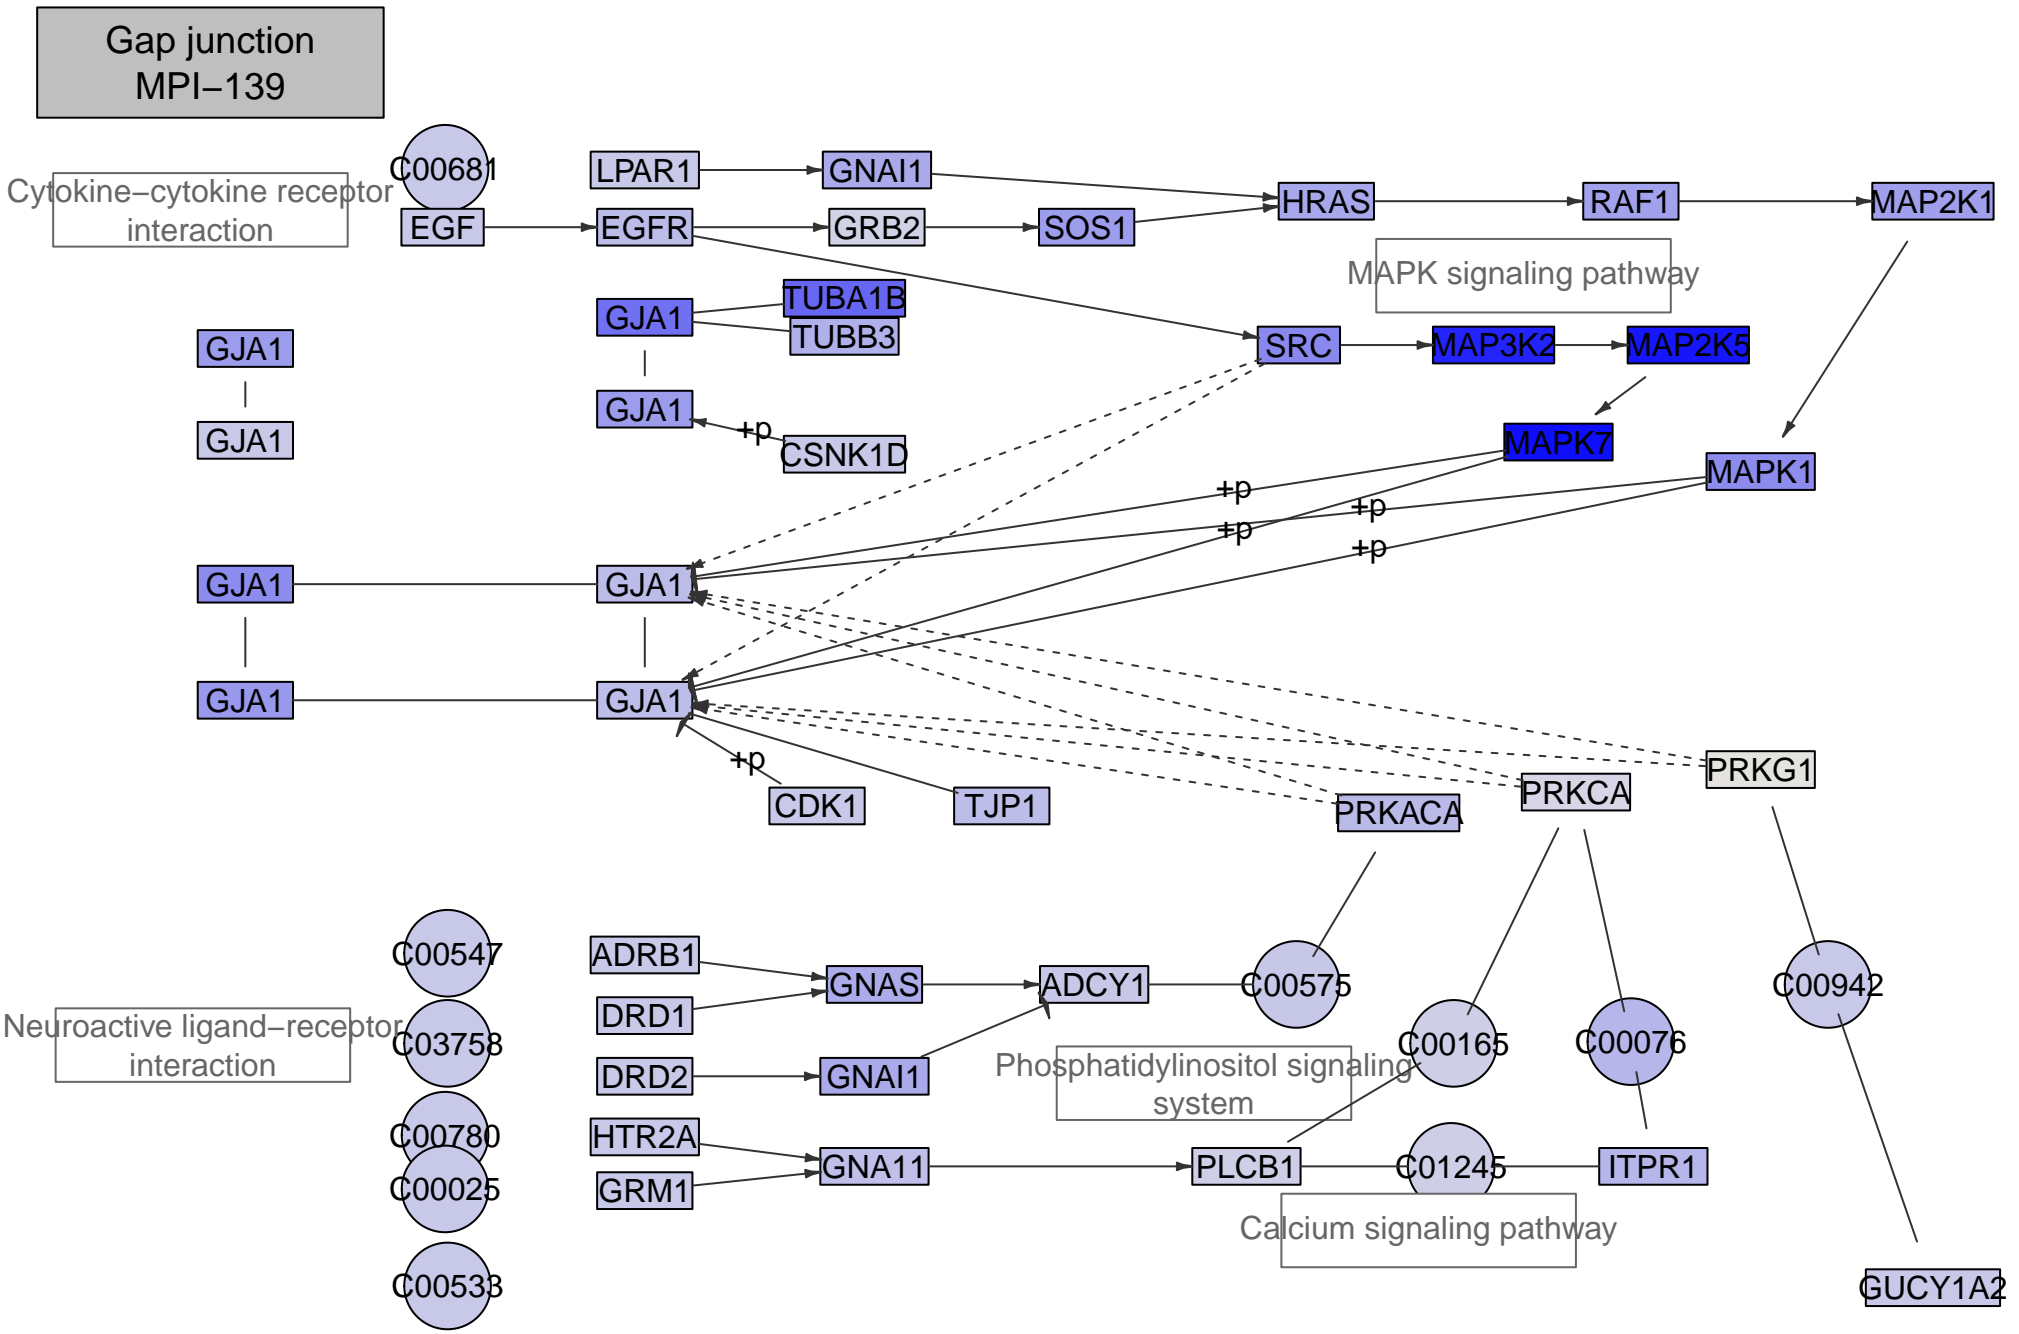 Gap junction
MPI−139
C00681
LPAR1
GNAI1
Cytokine−cytokine receptor
interaction
HRAS
RAF1
MAP2K1
EGF
EGFR
GRB2
SOS1
MAPK signaling pathway
TUBA1B
GJA1
TUBB3
GJA1
SRC
MAP3K2
MAP2K5
GJA1
+p
GJA1
CSNK1D
MAPK7
MAPK1
+p
+p
+p
+p
GJA1
GJA1
GJA1
GJA1
+p
PRKG1
CDK1
TJP1
PRKACA
PRKCA
C00547
ADRB1
GNAS
ADCY1
C00575
C00942
DRD1
Neuroactive ligand−receptor
interaction
C03758
C00165
C00076
DRD2
GNAI1
Phosphatidylinositol signaling
system
C00780
HTR2A
GNA11
PLCB1
C01245
ITPR1
C00025
GRM1
Calcium signaling pathway
C00533
GUCY1A2